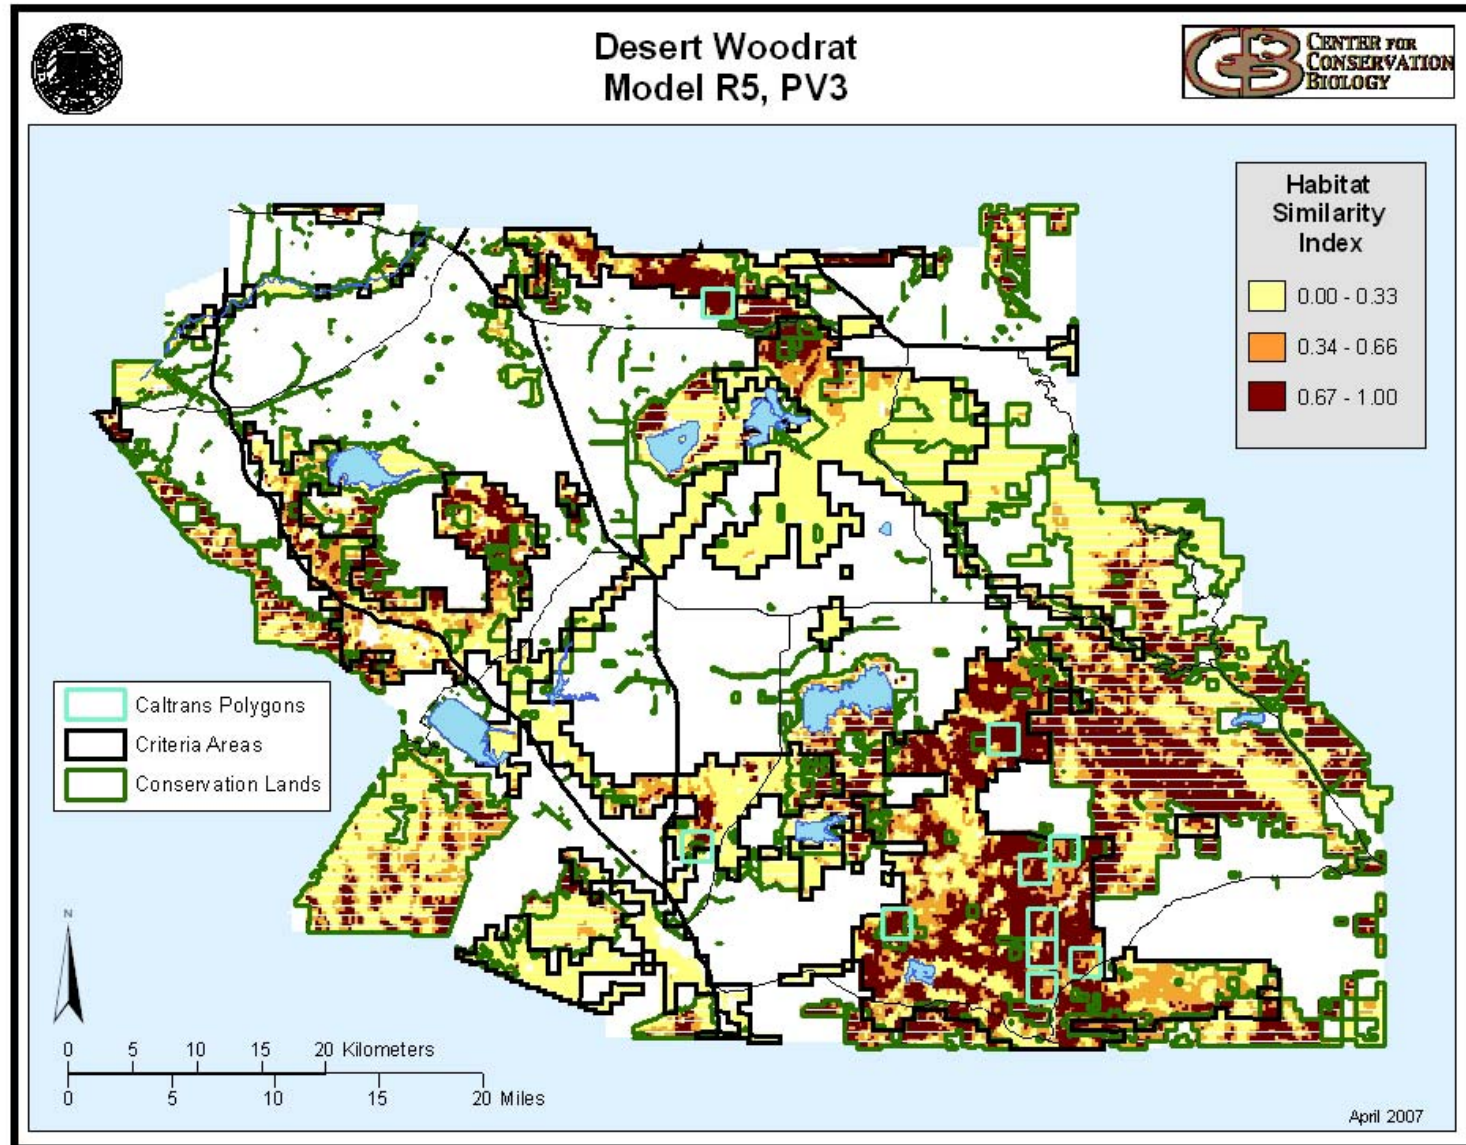 Desert Woodrat
Model R5, PV3
CENTER FOR
CONSERVATION
BIOLOGY
Habitat
Similarity
Index
0.00 - 0.33
0.34 - 0.66
0.67 - 1.00
Caltrans Polygons
Criteria Areas
Conservation Lands
N
0 5 10 15 20 Kilometers
0 5 10 15 20 Miles
April 2007